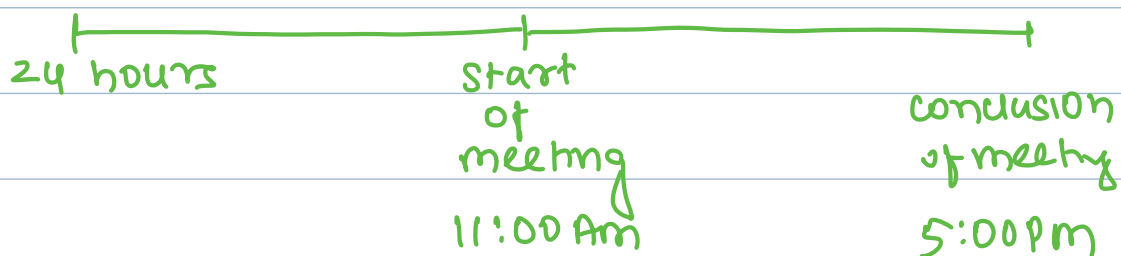 24 hours
start
of
meeting
11:00 Am
conclusion
of meeting
5:00 pm